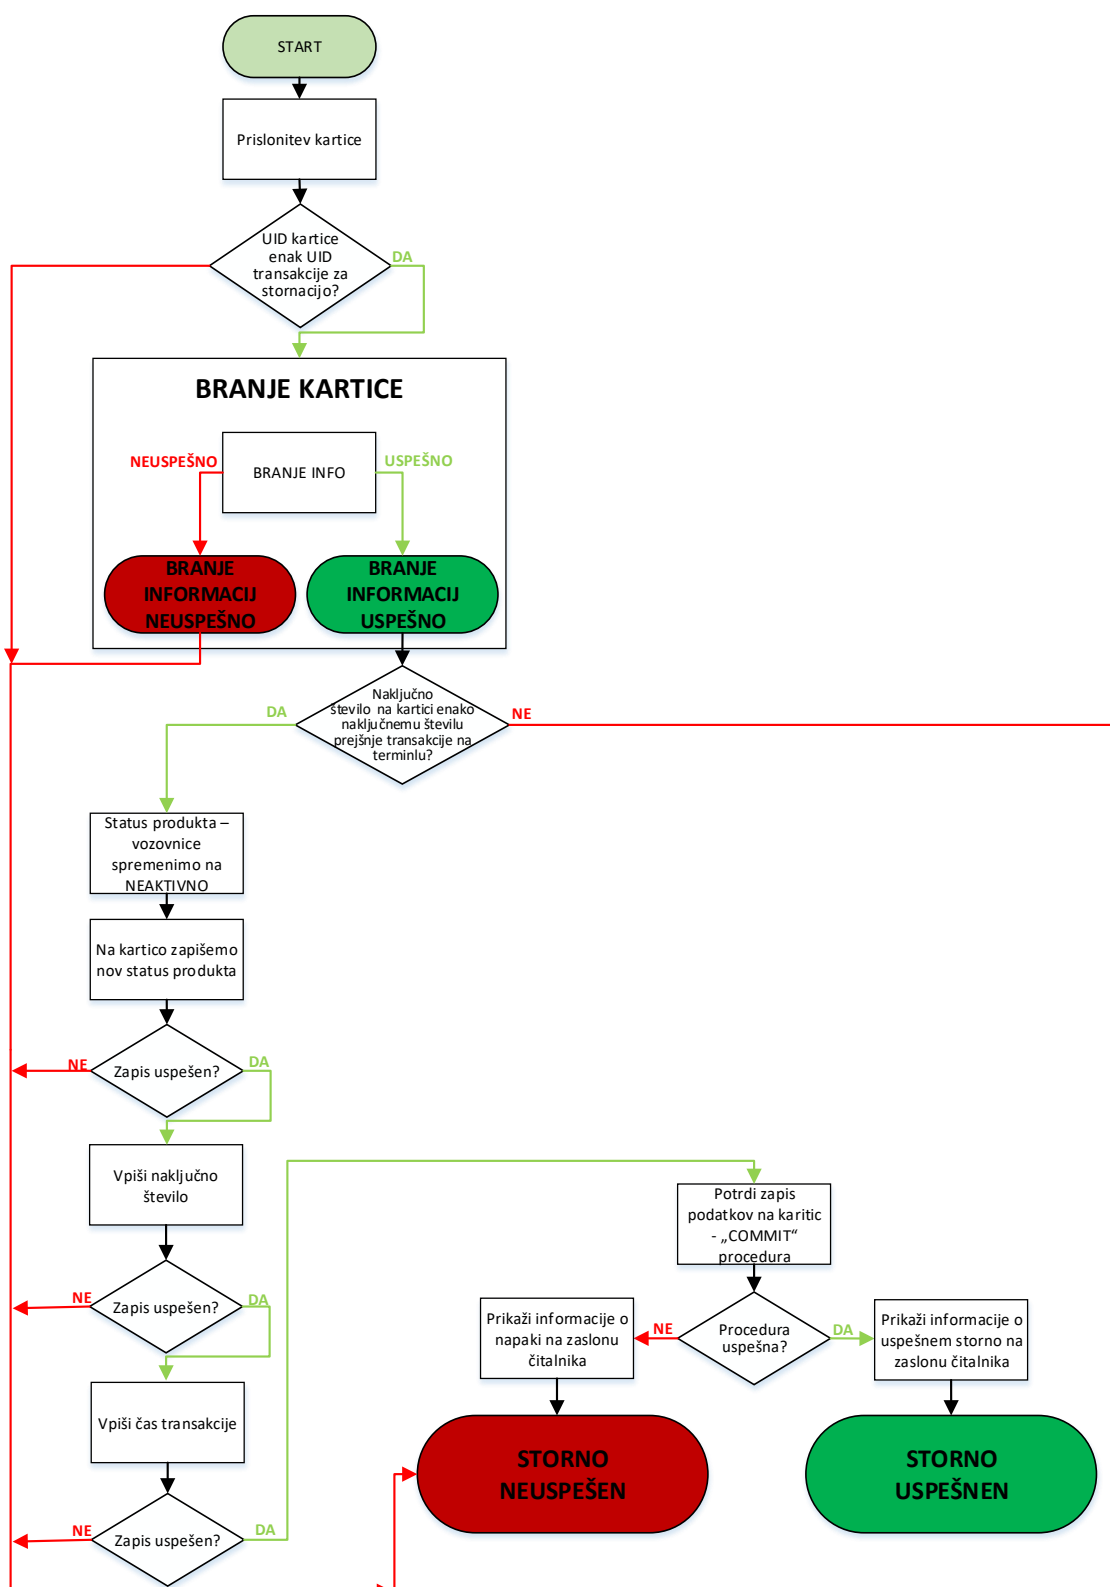 START
Prislonitev kartice
UID kartice
enak UID
transakcije za
stornacijo?
DA
BRANJE KARTICE
NEUSPEŠNO
BRANJE INFO
USPEŠNO
BRANJE
INFORMACIJ
NEUSPEŠNO
BRANJE
INFORMACIJ
USPEŠNO
Naključno
število na kartici enako
naključnemu številu
prejšnje transakcije na
terminlu?
DA
NE
Status produkta –
vozovnice
spremenimo na
NEAKTIVNO
Na kartico zapišemo
nov status produkta
NE
Zapis uspešen?
DA
Vpiši naključno
število
NE
Zapis uspešen?
DA
Vpiši čas transakcije
NE
Zapis uspešen?
DA
Potrdi zapis
podatkov na karitic
- „COMMIT“
procedura
Procedura
uspešna?
NE
DA
Prikaži informacije o
napaki na zaslonu
čitalnika
Prikaži informacije o
uspešnem storno na
zaslonu čitalnika
STORNO
NEUSPEŠEN
STORNO
USPEŠNEN